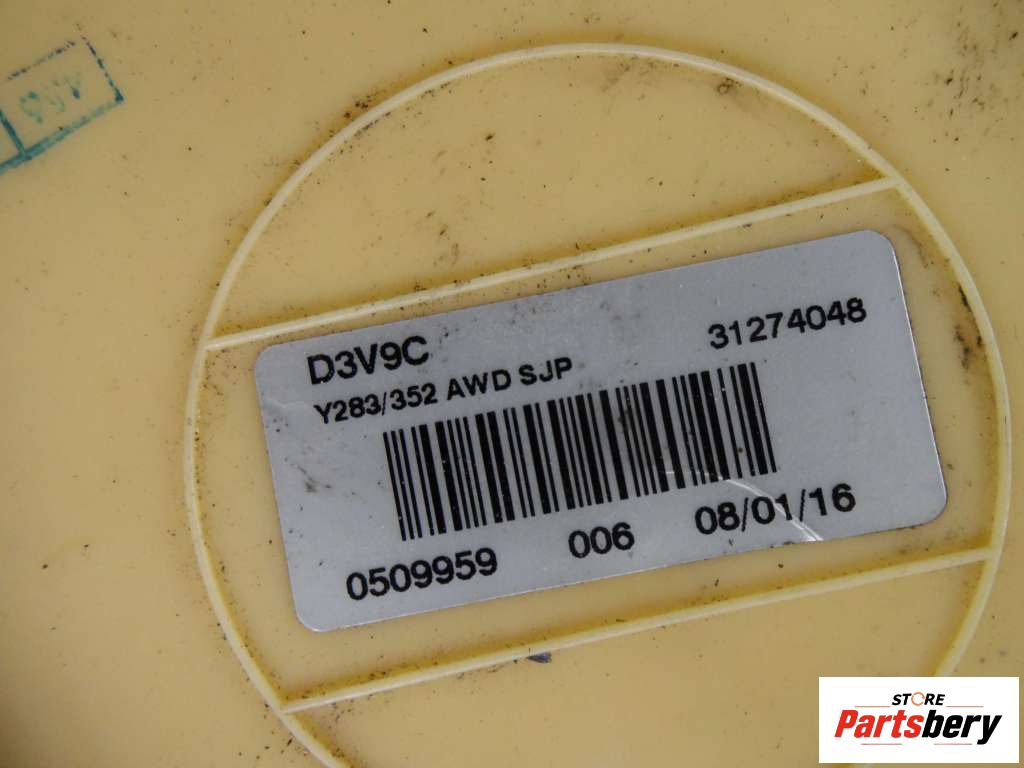 D3V9C 31274048
Y283/352 AWD SJP
0509959 006 08/01/16
STORE
Partsbery